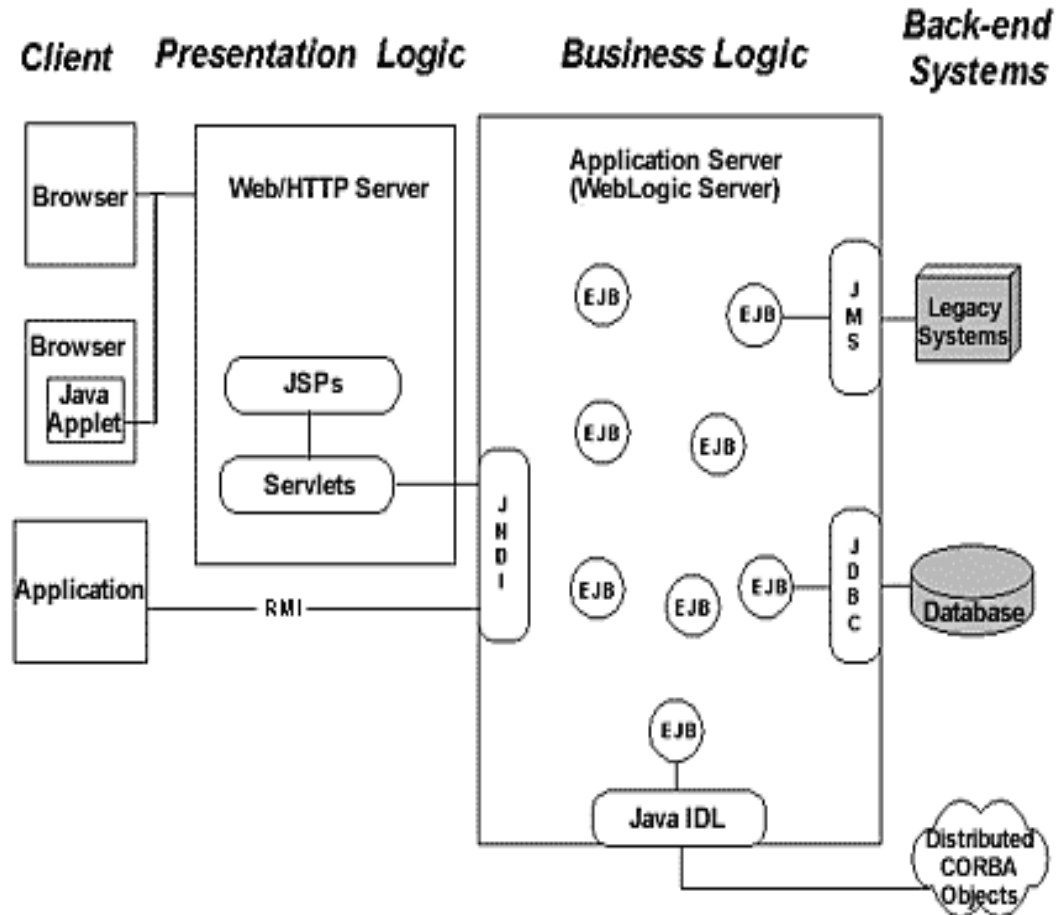 Client
Presentation Logic
Business Logic
Back-end
Systems
Browser
Web/HTTP Server
Application Server
(WebLogic Server)
EJB
EJB
J
M
S
Legacy
Systems
Browser
Java
Applet
JSPs
EJB
EJB
Servlets
J
N
D
I
Application
RMI
EJB
EJB
EJB
J
D
B
C
Database
EJB
Java IDL
Distributed
CORBA
Objects